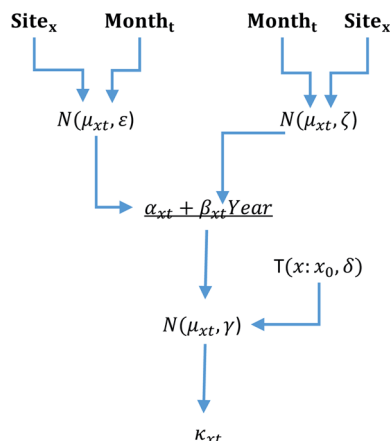 Site_x Month_t Month_t Site_x
N(μ_xt, ε) N(μ_xt, ζ)
α_xt + β_xt Year
T(x: x_0, δ)
N(μ_xt, γ)
κ_xt